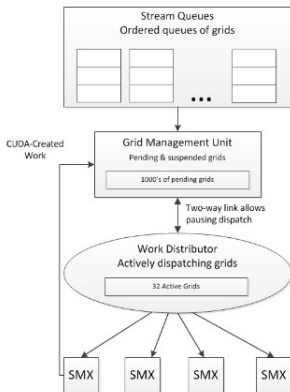 Stream Queues
Ordered queues of grids
...
CUDA-Created
Work
Grid Management Unit
Pending & suspended grids
1000's of pending grids
Two-way link allows
pausing dispatch
Work Distributor
Actively dispatching grids
32 Active Grids
SMX
SMX
SMX
SMX